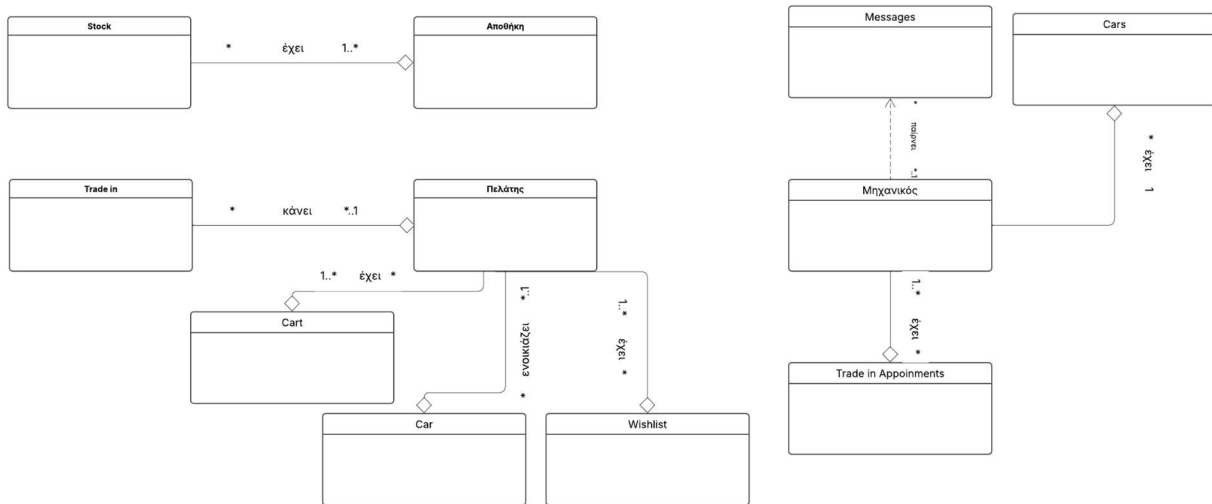 Stock
* έχει 1..*
Αποθήκη
Trade in
* κάνει *..1
Πελάτης
1..* έχει *
Cart
*..1 ενοικιάζει *
Car
1..* έχει *
Wishlist
Messages
* παίρνει *..1
Cars
* έχει 1
Μηχανικός
1..* έχει *
Trade in Appoinments